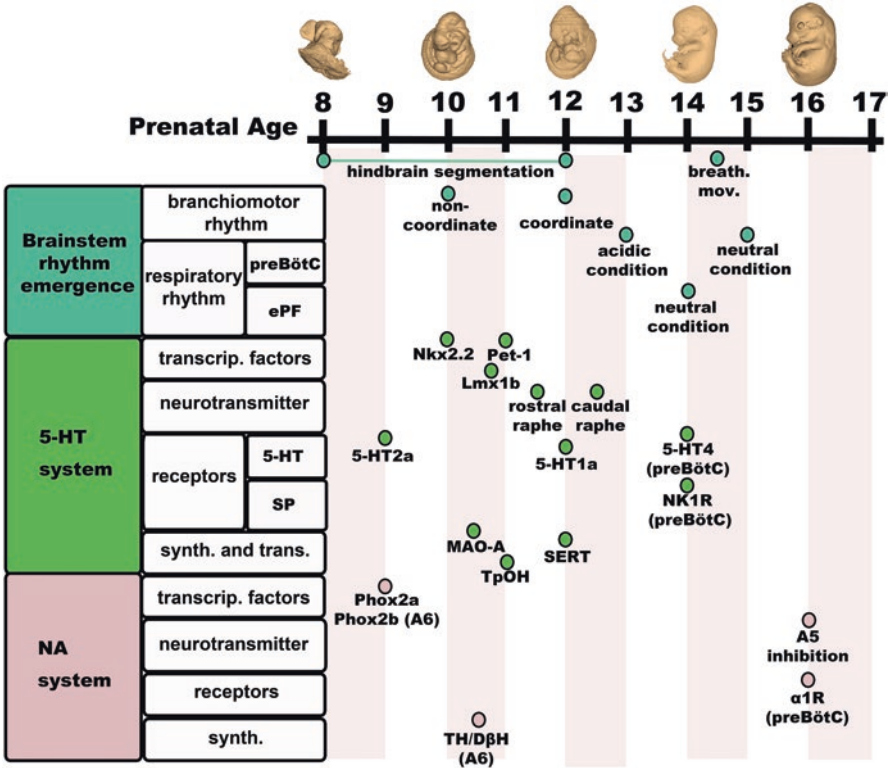 8 9 10 11 12 13 14 15 16 17
Prenatal Age
hindbrain segmentation
breath.
mov.
Brainstem
rhythm
emergence
branchiomotor
rhythm
non-
coordinate
coordinate
respiratory
rhythm
preBötC
acidic
condition
neutral
condition
ePF
neutral
condition
5-HT
system
transcrip. factors
Nkx2.2
Pet-1
Lmx1b
neurotransmitter
rostral
raphe
caudal
raphe
receptors
5-HT
5-HT2a
5-HT1a
5-HT4
(preBötC)
SP
NK1R
(preBötC)
synth. and trans.
MAO-A
TpOH
SERT
NA
system
transcrip. factors
Phox2a
Phox2b (A6)
neurotransmitter
A5
inhibition
receptors
α1R
(preBötC)
synth.
TH/DβH
(A6)